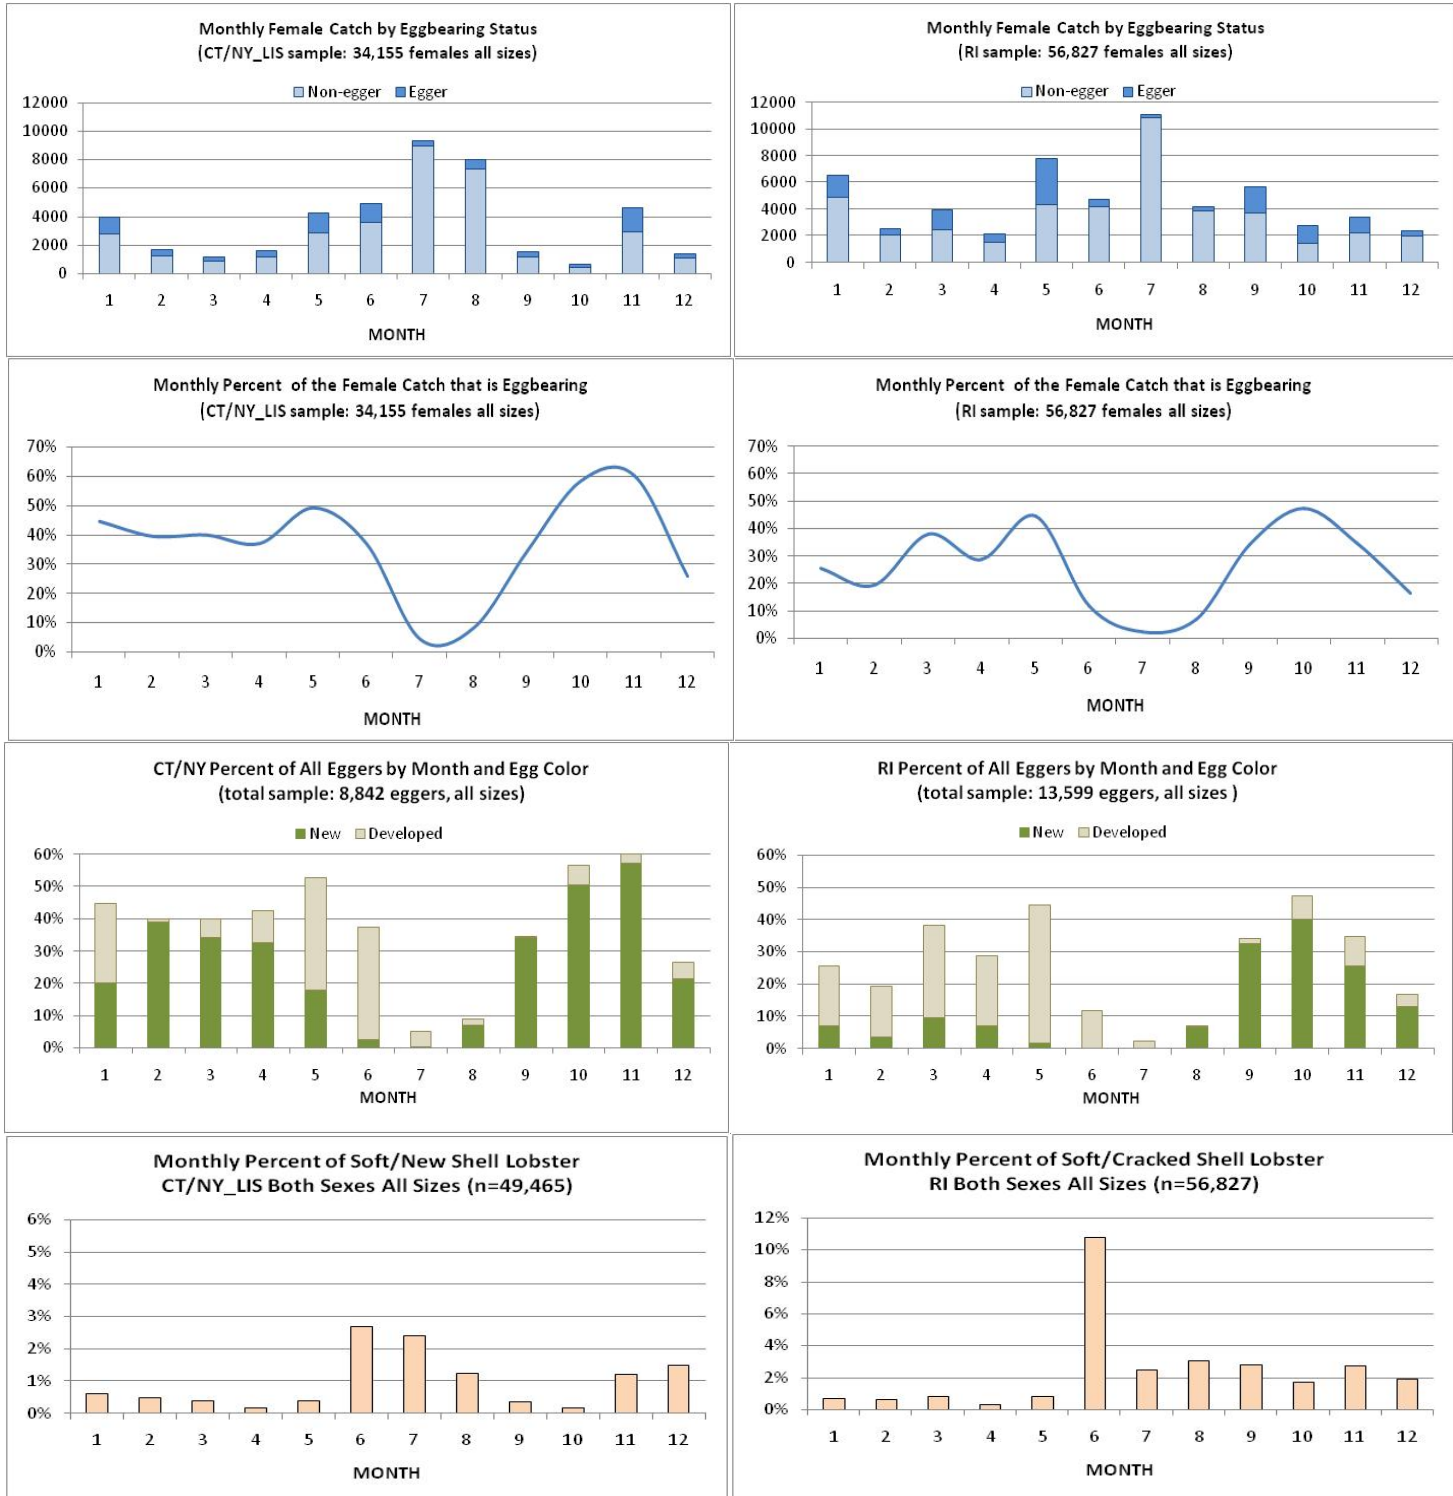 Monthly Female Catch by Eggbearing Status
(CT/NY_LIS sample: 34,155 females all sizes)
Non-egger Egger
12000
10000
8000
6000
4000
2000
0
1 2 3 4 5 6 7 8 9 10 11 12
MONTH
Monthly Female Catch by Eggbearing Status
(RI sample: 56,827 females all sizes)
Non-egger Egger
12000
10000
8000
6000
4000
2000
0
1 2 3 4 5 6 7 8 9 10 11 12
MONTH
Monthly Percent of the Female Catch that is Eggbearing
(CT/NY_LIS sample: 34,155 females all sizes)
70%
60%
50%
40%
30%
20%
10%
0%
1 2 3 4 5 6 7 8 9 10 11 12
MONTH
Monthly Percent of the Female Catch that is Eggbearing
(RI sample: 56,827 females all sizes)
70%
60%
50%
40%
30%
20%
10%
0%
1 2 3 4 5 6 7 8 9 10 11 12
MONTH
CT/NY Percent of All Eggers by Month and Egg Color
(total sample: 8,842 eggers, all sizes)
New Developed
60%
50%
40%
30%
20%
10%
0%
1 2 3 4 5 6 7 8 9 10 11 12
MONTH
RI Percent of All Eggers by Month and Egg Color
(total sample: 13,599 eggers, all sizes )
New Developed
60%
50%
40%
30%
20%
10%
0%
1 2 3 4 5 6 7 8 9 10 11 12
MONTH
Monthly Percent of Soft/New Shell Lobster
CT/NY_LIS Both Sexes All Sizes (n=49,465)
6%
5%
4%
3%
2%
1%
0%
1 2 3 4 5 6 7 8 9 10 11 12
MONTH
Monthly Percent of Soft/Cracked Shell Lobster
RI Both Sexes All Sizes (n=56,827)
12%
10%
8%
6%
4%
2%
0%
1 2 3 4 5 6 7 8 9 10 11 12
MONTH